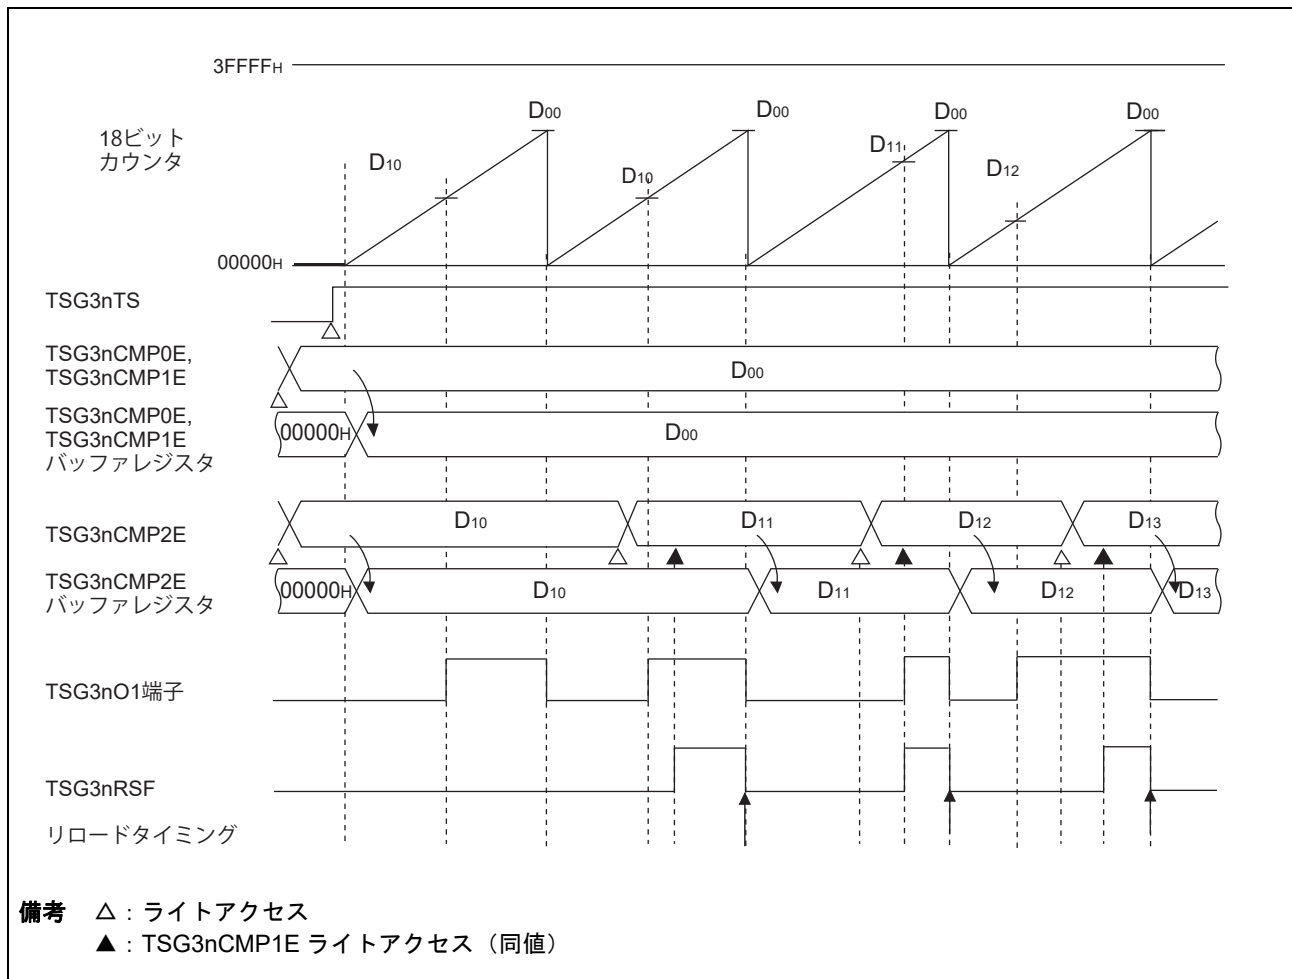 3FFFFH
18ビット
カウンタ
D00 D00 D00 D00
D10 D10 D11 D12
00000H
TSG3nTS
TSG3nCMP0E,
TSG3nCMP1E
D00
TSG3nCMP0E,
TSG3nCMP1E
バッファレジスタ
00000H D00
TSG3nCMP2E
D10 D11 D12 D13
TSG3nCMP2E
バッファレジスタ
00000H D10 D11 D12 D13
TSG3nO1端子
TSG3nRSF
リロードタイミング
備考 △：ライトアクセス
▲：TSG3nCMP1E ライトアクセス（同値）